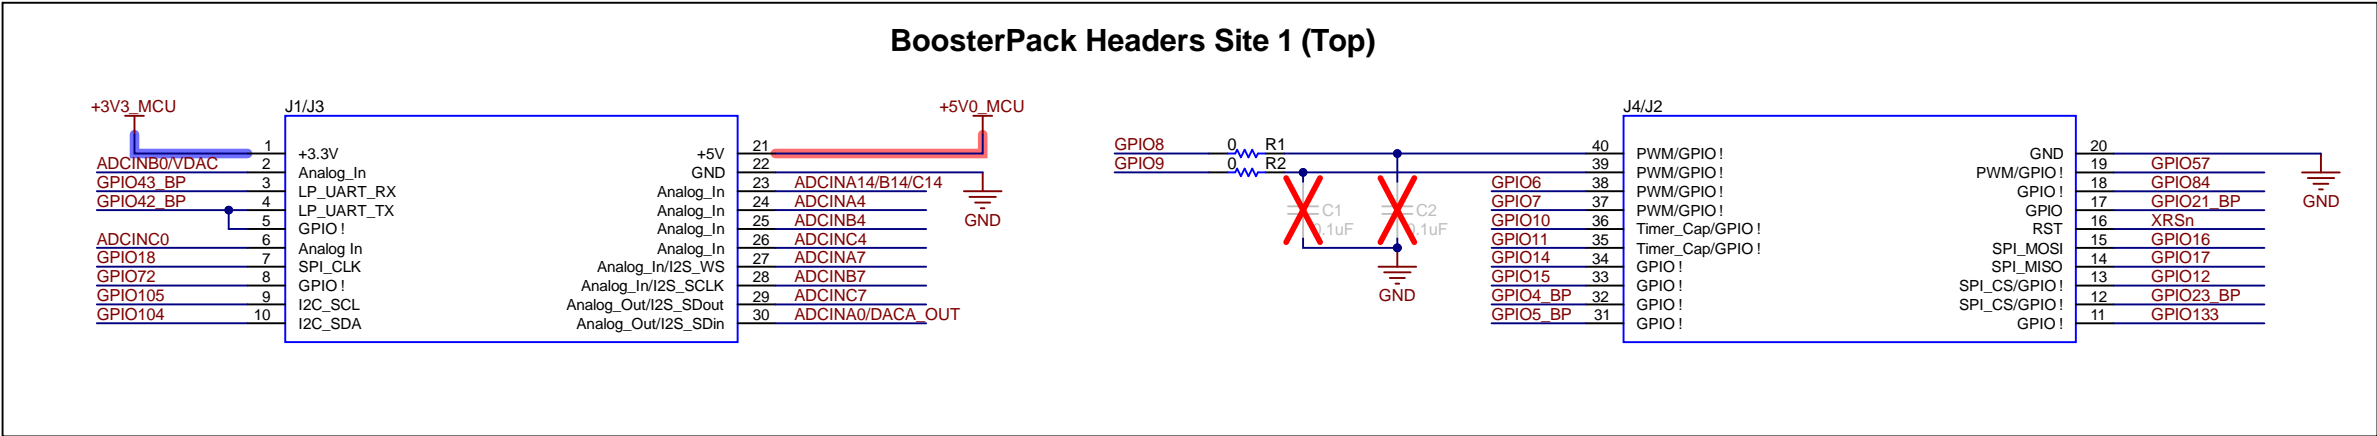 BoosterPack Headers Site 1 (Top)
+3V3_MCU
J1/J3
+5V0_MCU
J4/J2
1 +3.3V
ADCINB0/VDAC 2 Analog_In
GPIO43_BP 3 LP_UART_RX
GPIO42_BP 4 LP_UART_TX
5 GPIO !
ADCINC0 6 Analog In
GPIO18 7 SPI_CLK
GPIO72 8 GPIO !
GPIO105 9 I2C_SCL
GPIO104 10 I2C_SDA
+5V 21
GND 22
Analog_In 23 ADCINA14/B14/C14
Analog_In 24 ADCINA4
Analog_In 25 ADCINB4
Analog_In 26 ADCINC4
Analog_In/I2S_WS 27 ADCINA7
Analog_In/I2S_SCLK 28 ADCINB7
Analog_Out/I2S_SDout 29 ADCINC7
Analog_Out/I2S_SDin 30 ADCINA0/DACA_OUT
GND
GPIO8 0 R1 40 PWM/GPIO !
GPIO9 0 R2 39 PWM/GPIO !
GPIO6 38 PWM/GPIO !
GPIO7 37 PWM/GPIO !
GPIO10 36 Timer_Cap/GPIO !
GPIO11 35 Timer_Cap/GPIO !
GPIO14 34 GPIO !
GPIO15 33 GPIO !
GPIO4_BP 32 GPIO !
GPIO5_BP 31 GPIO !
C1
0.1uF
C2
0.1uF
GND
GND 20
PWM/GPIO ! 19 GPIO57
GPIO ! 18 GPIO84
GPIO 17 GPIO21_BP
RST 16 XRSn
SPI_MOSI 15 GPIO16
SPI_MISO 14 GPIO17
SPI_CS/GPIO ! 13 GPIO12
SPI_CS/GPIO ! 12 GPIO23_BP
GPIO ! 11 GPIO133
GND